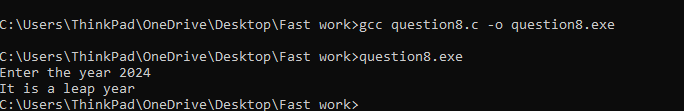 C:\Users\ThinkPad\OneDrive\Desktop\Fast work>gcc question8.c -o question8.exe
C:\Users\ThinkPad\OneDrive\Desktop\Fast work>question8.exe
Enter the year 2024
It is a leap year
C:\Users\ThinkPad\OneDrive\Desktop\Fast work>